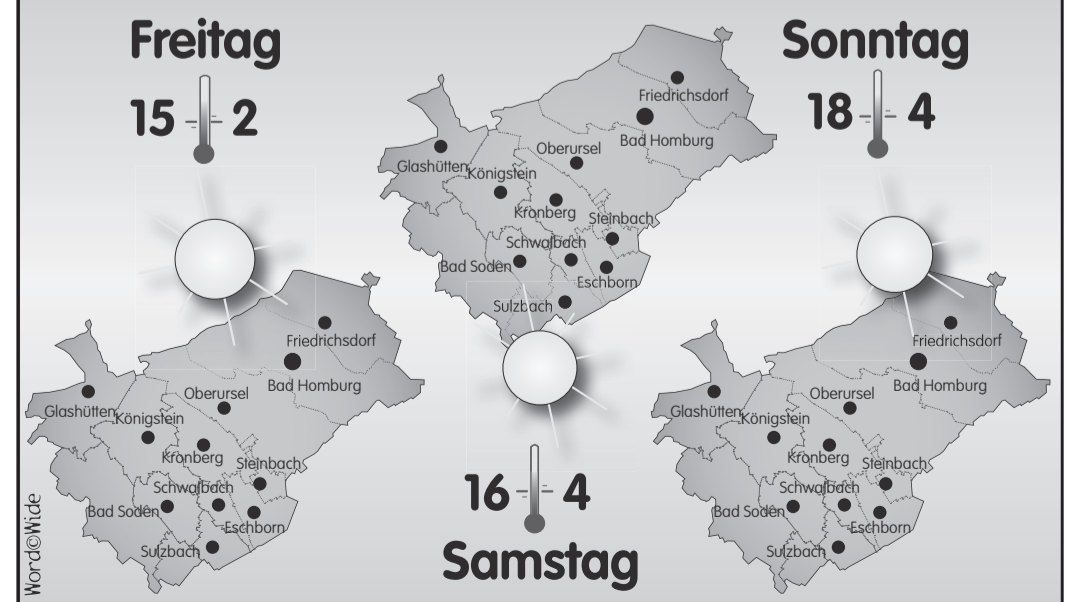 Freitag
15 2
Friedrichsdorf
Bad Homburg
Oberursel
Glashütten
Königstein
Kronberg
Steinbach
Schwalbach
Bad Soden
Eschborn
Sulzbach
Friedrichsdorf
Bad Homburg
Oberursel
Glashütten
Königstein
Kronberg
Steinbach
Schwalbach
Bad Soden
Eschborn
Sulzbach
16 4
Samstag
Sonntag
18 4
Friedrichsdorf
Bad Homburg
Oberursel
Glashütten
Königstein
Kronberg
Steinbach
Schwalbach
Bad Soden
Eschborn
Sulzbach
Word©Wide